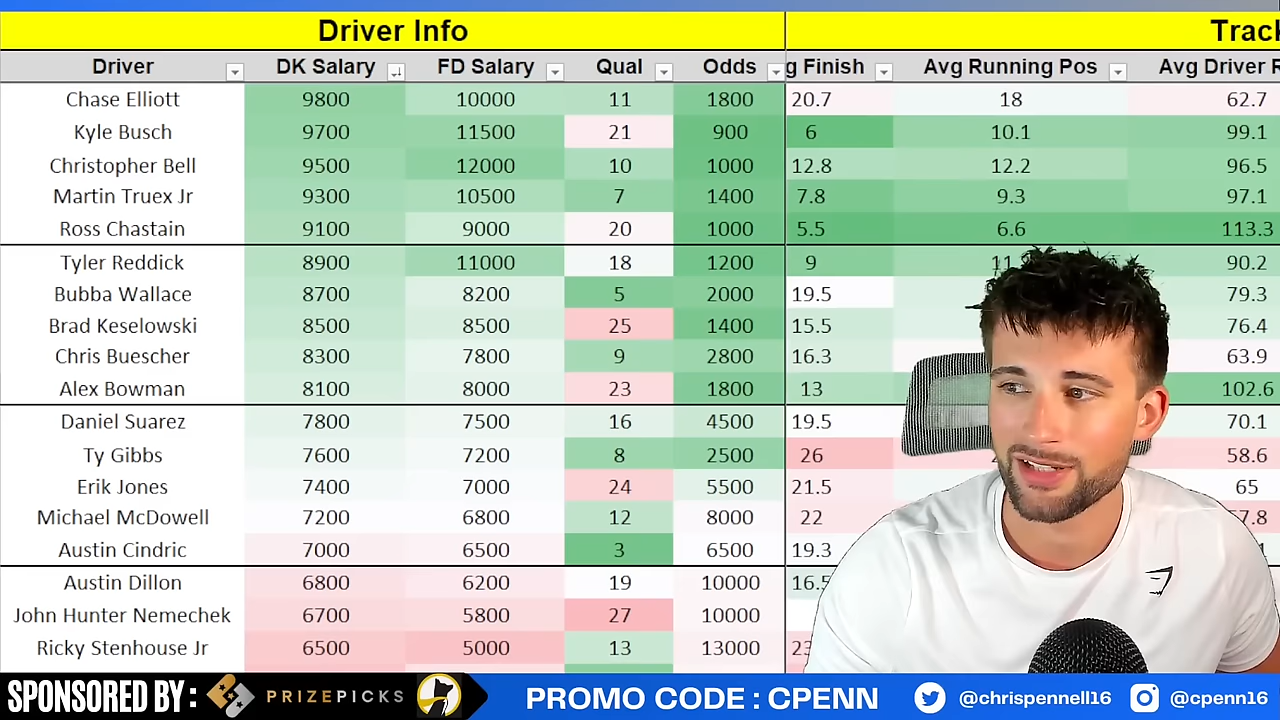 Driver Info Track
Driver DK Salary FD Salary Qual Odds g Finish Avg Running Pos Avg Driver R
Chase Elliott 9800 10000 11 1800 20.7 18 62.7
Kyle Busch 9700 11500 21 900 6 10.1 99.1
Christopher Bell 9500 12000 10 1000 12.8 12.2 96.5
Martin Truex Jr 9300 10500 7 1400 7.8 9.3 97.1
Ross Chastain 9100 9000 20 1000 5.5 6.6 113.3
Tyler Reddick 8900 11000 18 1200 9 90.2
Bubba Wallace 8700 8200 5 2000 19.5 79.3
Brad Keselowski 8500 8500 25 1400 15.5 76.4
Chris Buescher 8300 7800 9 2800 16.3 63.9
Alex Bowman 8100 8000 23 1800 13 102.6
Daniel Suarez 7800 7500 16 4500 19.5 70.1
Ty Gibbs 7600 7200 8 2500 26 58.6
Erik Jones 7400 7000 24 5500 21.5 65
Michael McDowell 7200 6800 12 8000 22 57.8
Austin Cindric 7000 6500 3 6500 19.3
Austin Dillon 6800 6200 19 10000 16.5
John Hunter Nemechek 6700 5800 27 10000
Ricky Stenhouse Jr 6500 5000 13 13000
SPONSORED BY : PRIZEPICKS PROMO CODE : CPENN @chrispennell16 @cpenn16